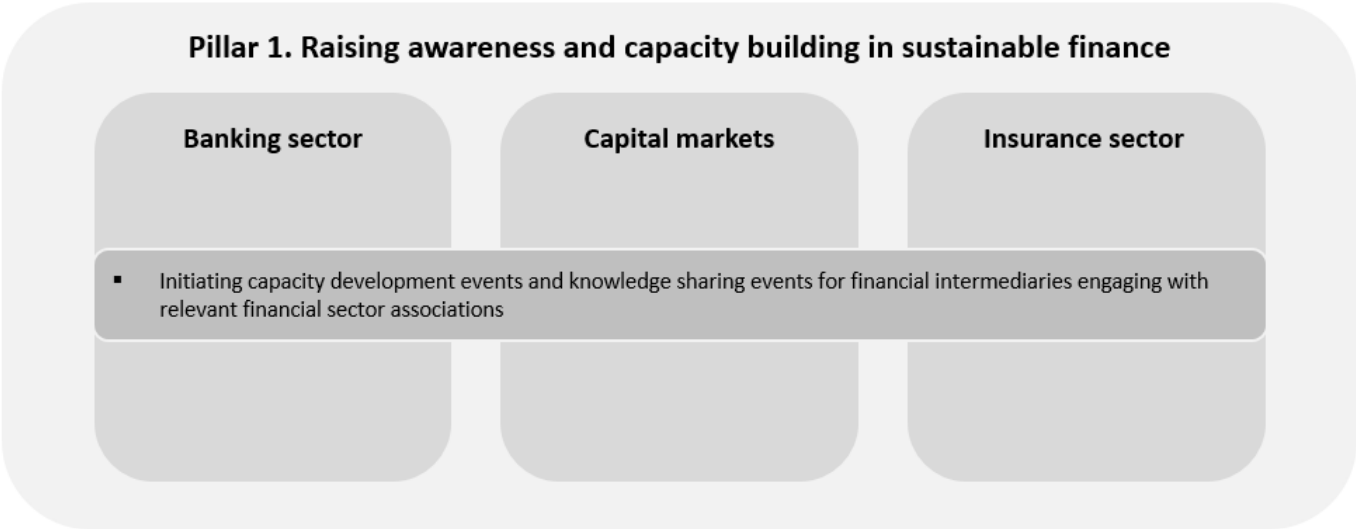 Pillar 1. Raising awareness and capacity building in sustainable finance
Banking sector
Capital markets
Insurance sector
▪ Initiating capacity development events and knowledge sharing events for financial intermediaries engaging with
relevant financial sector associations